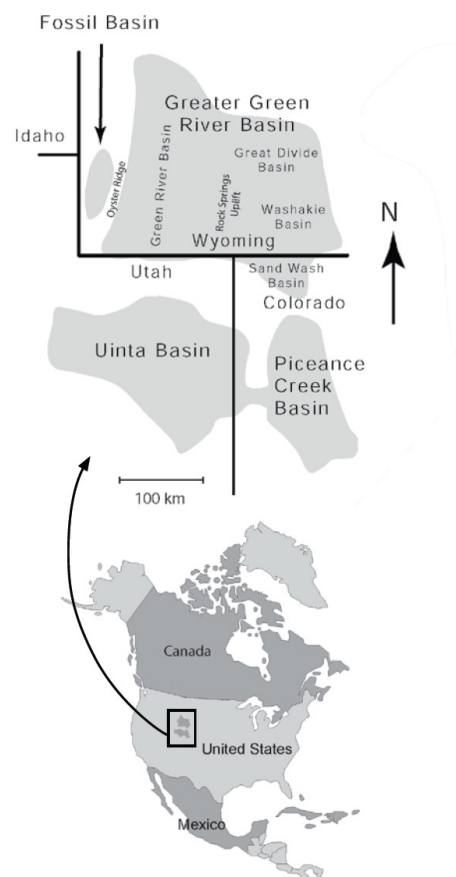 Fossil Basin
Greater Green
River Basin
Idaho
Great Divide
Basin
Oyster Ridge
Green River Basin
Rock Springs
Uplift
Washakie
Basin
N
Wyoming
Utah
Sand Wash
Basin
Colorado
Uinta Basin
Piceance
Creek
Basin
100 km
Canada
United States
Mexico